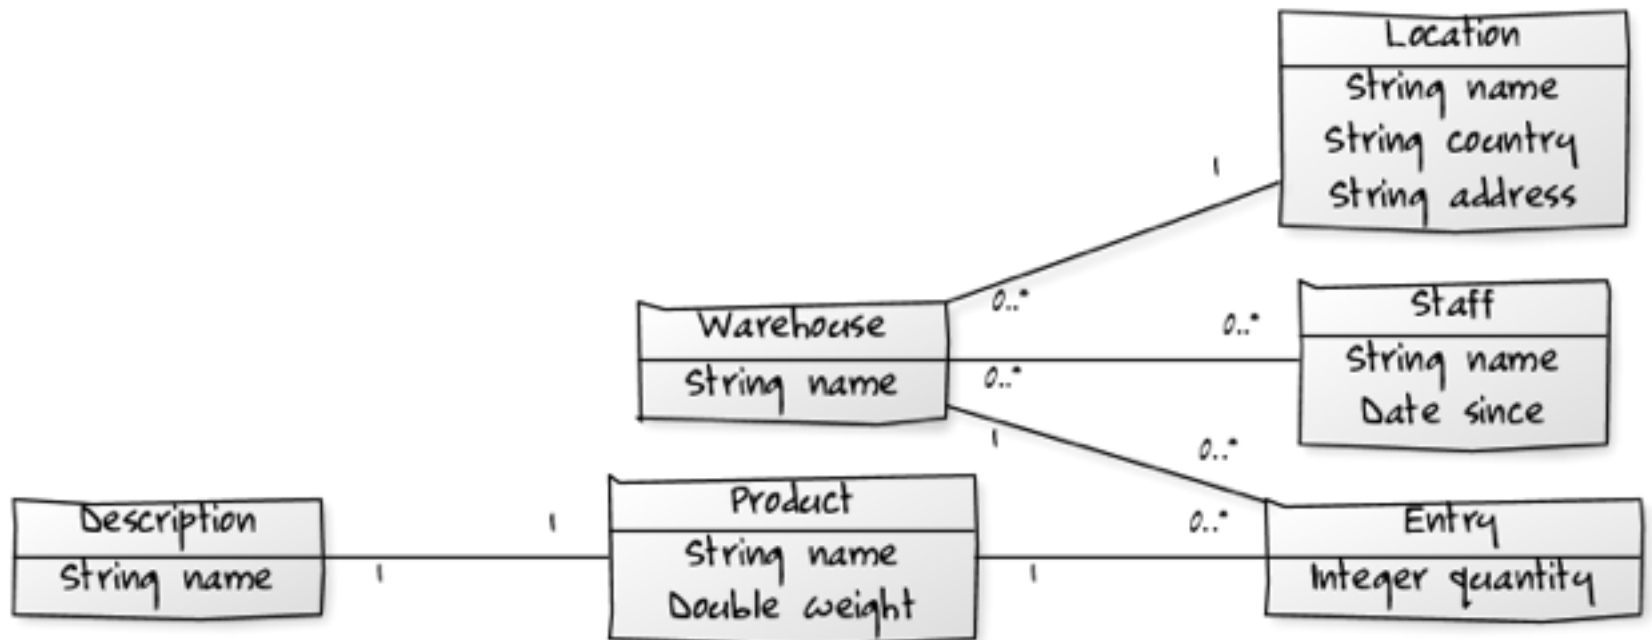 Location
String name
String country
String address
1
0..*
Warehouse
String name
0..*
0..*
Staff
String name
Date since
1
0..*
Description
String name
1
1
Product
String name
Double weight
1
0..*
Entry
Integer quantity